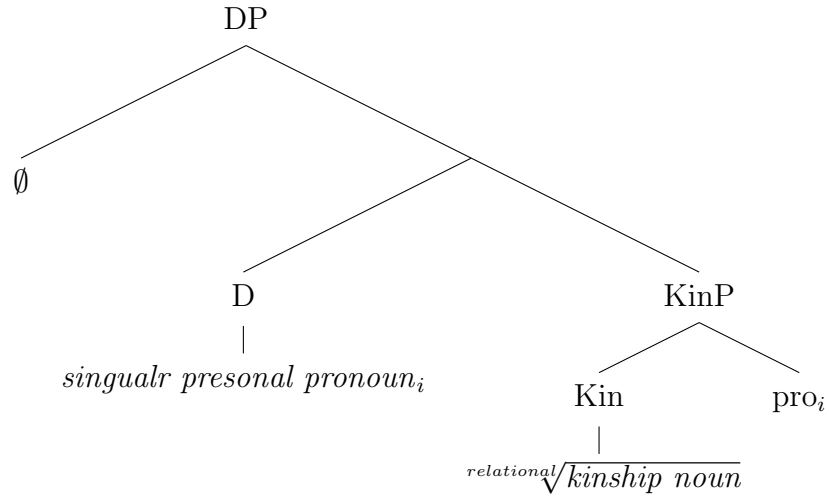 DP
∅
D
KinP
singualr presonal pronoun_i
Kin
pro_i
relational√kinship noun